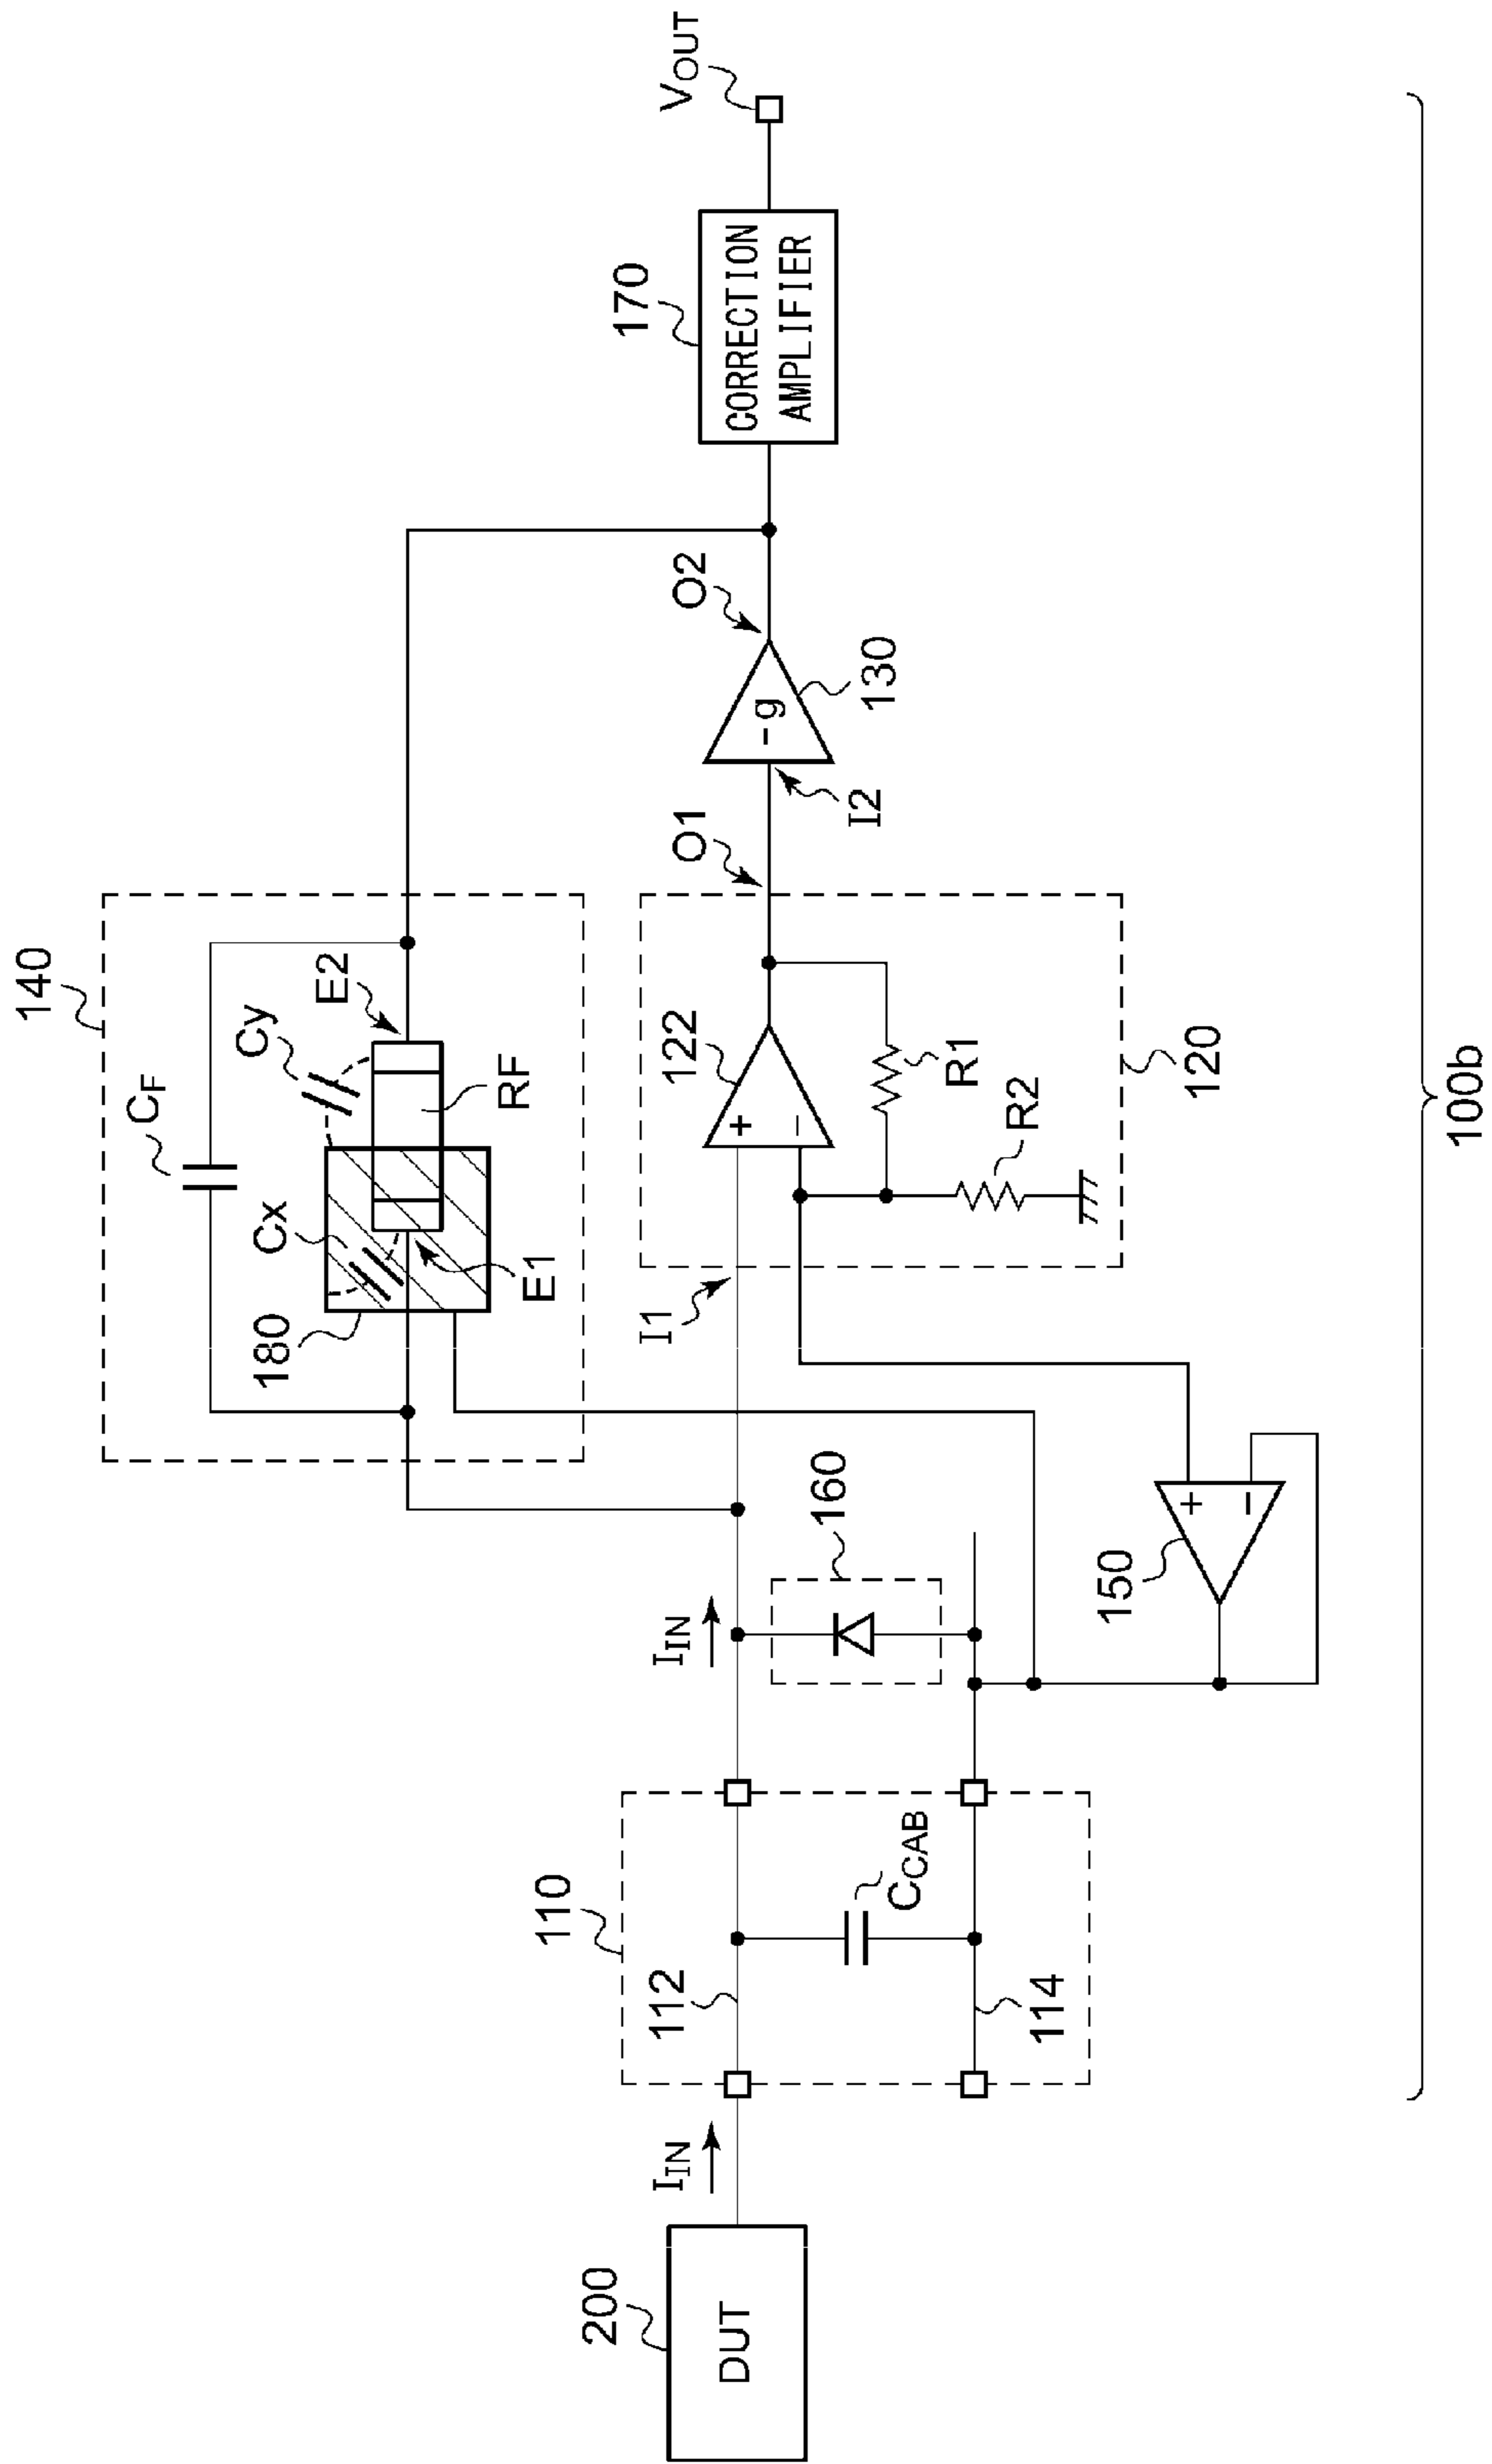 140
CF
Cy
E2
Cx
RF
180
E1
VOUT
170
CORRECTION
AMPLIFIER
O2
-g
130
I2
O1
122
+
−
R1
R2
120
I1
160
IIN
150
+
−
110
112
CCAB
114
IIN
200
DUT
100b